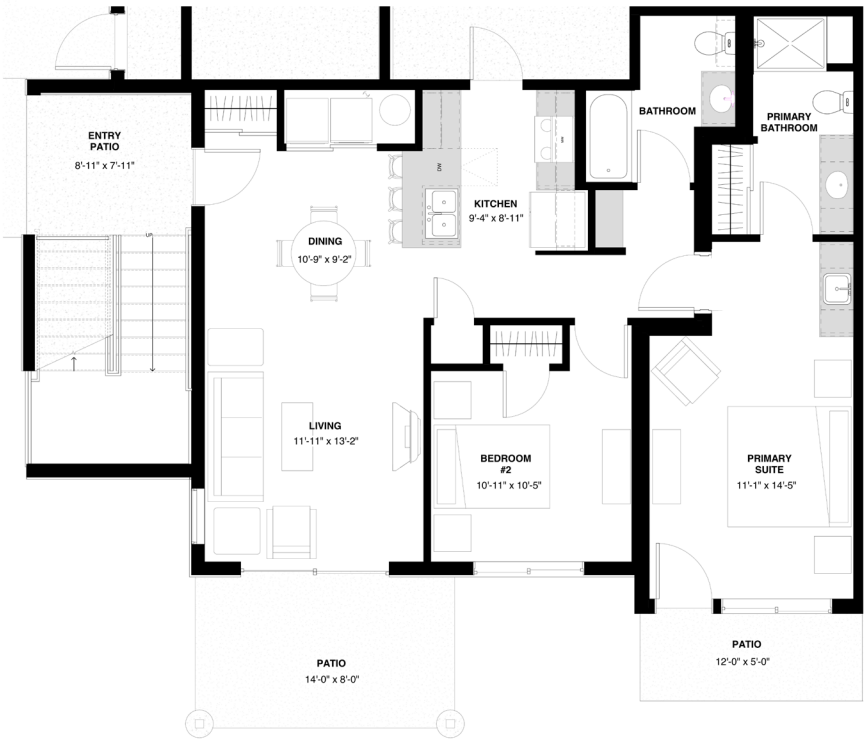 ENTRY
PATIO
8'-11" x 7'-11"
BATHROOM
PRIMARY
BATHROOM
DW
KITCHEN
9'-4" x 8'-11"
DINING
10'-9" x 9'-2"
LIVING
11'-11" x 13'-2"
BEDROOM
#2
10'-11" x 10'-5"
PRIMARY
SUITE
11'-1" x 14'-5"
PATIO
14'-0" x 8'-0"
PATIO
12'-0" x 5'-0"